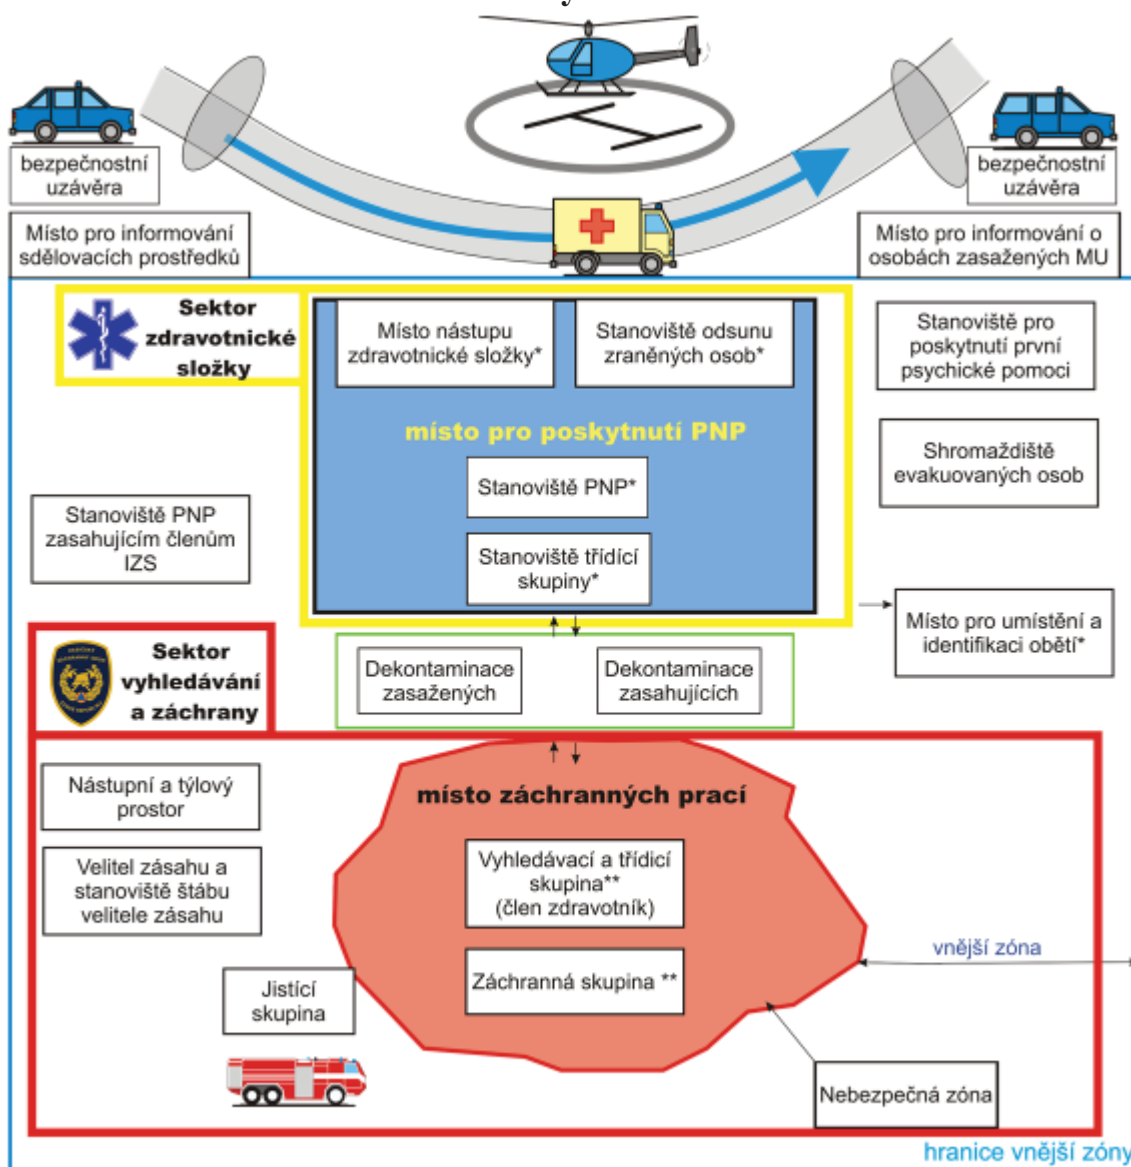 bezpečnostní
uzávěra
bezpečnostní
uzávěra
Místo pro informování
sdělovacích prostředků
Místo pro informování o
osobách zasažených MU
Sektor
zdravotnické
složky
Místo nástupu
zdravotnické složky*
Stanoviště odsunu
zraněných osob*
Stanoviště pro
poskytnutí první
psychické pomoci
místo pro poskytnutí PNP
Shromaždiště
evakuovaných osob
Stanoviště PNP*
Stanoviště PNP
zasahujícím členům
IZS
Stanoviště třídící
skupiny*
Místo pro umístění a
identifikaci obětí*
Sektor
vyhledávání
a záchrany
Dekontaminace
zasažených
Dekontaminace
zasahujících
Nástupní a týlový
prostor
místo záchranných prací
Velitel zásahu a
stanoviště štábu
velitele zásahu
Vyhledávací a třídicí
skupina**
(člen zdravotník)
vnější zóna
Záchranná skupina **
Jistící
skupina
Nebezpečná zóna
hranice vnější zóny